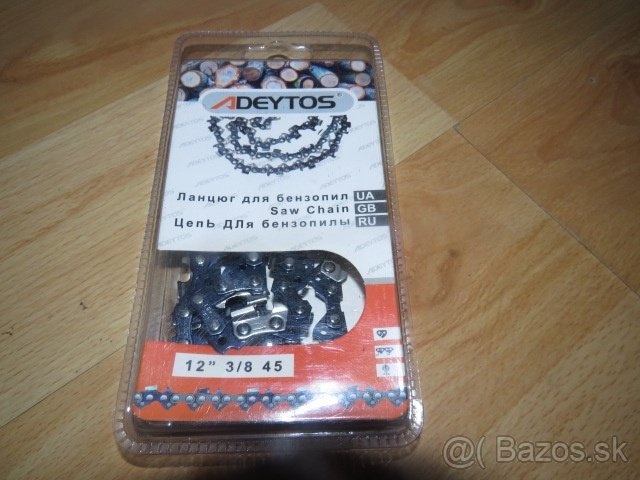 ADEYTOS®
Ланцюг для бензопил UA
Saw Chain GB
ЦепЬ ДЛЯ бензопилы RU
12” 3/8 45
@( Bazos.sk